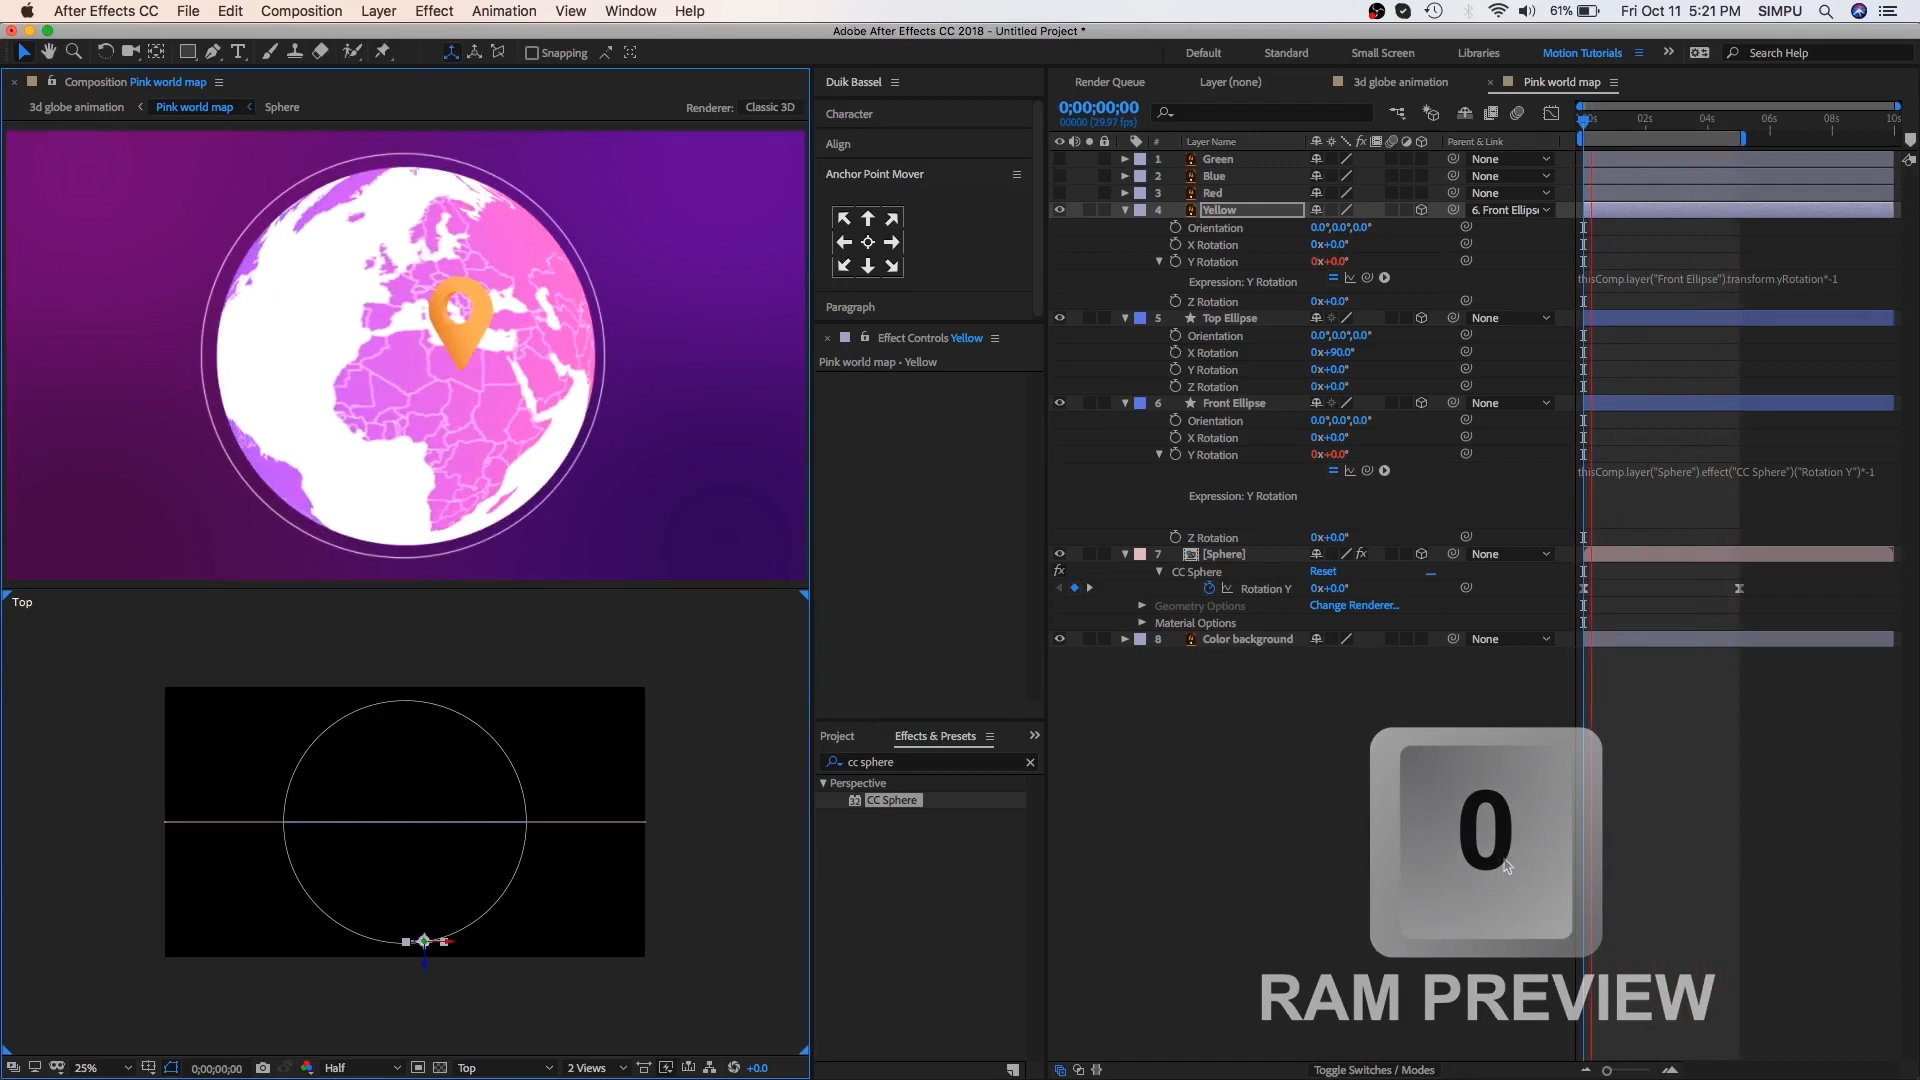 After Effects CC File Edit Composition Layer Effect Animation View Window Help
61% Fri Oct 11 5:21 PM SIMPU
Adobe After Effects CC 2018 - Untitled Project *
Snapping
Default Standard Small Screen Libraries Motion Tutorials Search Help
Composition Pink world map
3d globe animation Pink world map Sphere
Renderer: Classic 3D
Top
25% 0;00;00;00 Half Top 2 Views +0.0
Duik Bassel
Character
Align
Anchor Point Mover
Paragraph
Effect Controls Yellow
Pink world map • Yellow
Project Effects & Presets
cc sphere
Perspective
32 CC Sphere
Render Queue Layer (none) 3d globe animation Pink world map
0;00;00;00
00000 (29.97 fps)
02s 04s 06s 08s 10s
# Layer Name Parent & Link
1 Green None
2 Blue None
3 Red None
4 Yellow 6. Front Ellips
Orientation 0.0°,0.0°,0.0°
X Rotation 0x+0.0°
Y Rotation 0x+0.0°
Expression: Y Rotation thisComp.layer("Front Ellipse").transform.yRotation*-1
Z Rotation 0x+0.0°
5 Top Ellipse None
Orientation 0.0°,0.0°,0.0°
X Rotation 0x+90.0°
Y Rotation 0x+0.0°
Z Rotation 0x+0.0°
6 Front Ellipse None
Orientation 0.0°,0.0°,0.0°
X Rotation 0x+0.0°
Y Rotation 0x+0.0°
thisComp.layer("Sphere").effect("CC Sphere")("Rotation Y")*-1
Expression: Y Rotation
Z Rotation 0x+0.0°
7 [Sphere] fx None
fx CC Sphere Reset
Rotation Y 0x+0.0°
Geometry Options Change Renderer...
Material Options
8 Color background None
0
RAM PREVIEW
Toggle Switches / Modes